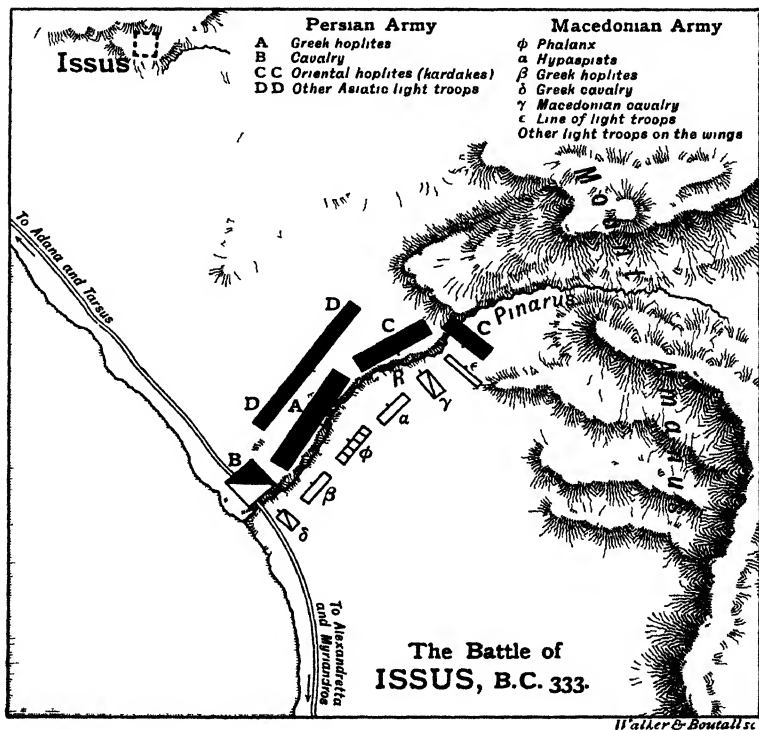 Persian Army
A Greek hoplites
B Cavalry
C C Oriental hoplites (kardakes)
D D Other Asiatic light troops
Macedonian Army
φ Phalanx
α Hypaspists
β Greek hoplites
δ Greek cavalry
γ Macedonian cavalry
ϵ Line of light troops
Other light troops on the wings
Issus
Mount
Amanus
To Adana and Tarsus
Pinarus
R
D
C
C
D
A
B
ϵ
γ
α
φ
β
δ
To Alexandretta
and Myriandros
The Battle of
ISSUS, B.C. 333.
Walker & Boutall sc